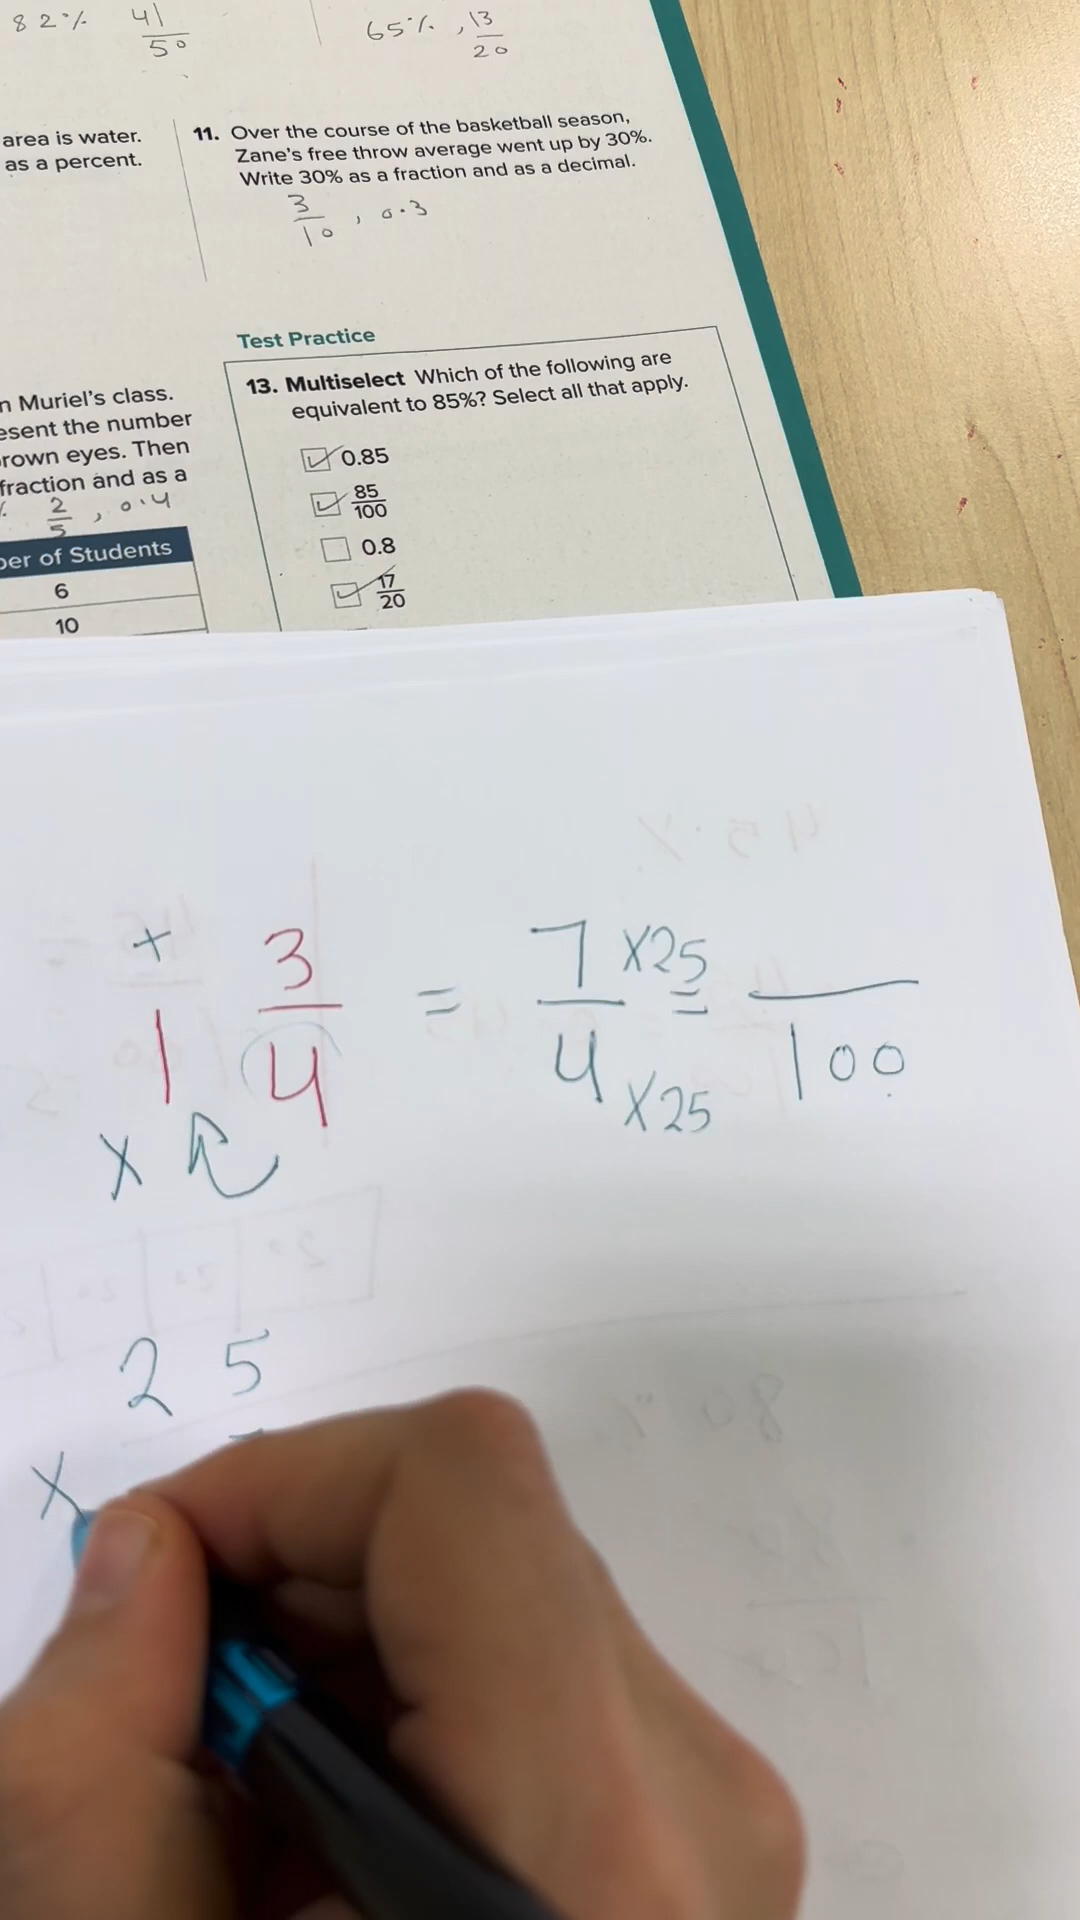 82% 41/50
65%, 13/20
area is water.
as a percent.
11. Over the course of the basketball season,
Zane's free throw average went up by 30%.
Write 30% as a fraction and as a decimal.
3/10, 0.3
Test Practice
13. Multiselect Which of the following are
equivalent to 85%? Select all that apply.
0.85
85/100
0.8
17/20
Muriel's class.
the number
eyes. Then
fraction and as a
2/5, 0.4
of Students
6
10
+
1 3/4 = 7/4 X25 = /100
X25
X
25
X